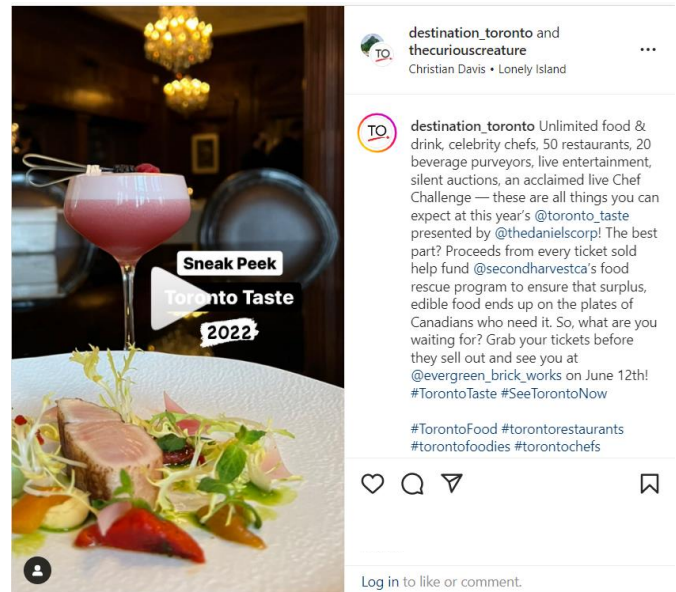 Sneak Peek
Toronto Taste
2022
TO
destination_toronto and
thecuriouscreature
Christian Davis • Lonely Island
TO
destination_toronto Unlimited food &
drink, celebrity chefs, 50 restaurants, 20
beverage purveyors, live entertainment,
silent auctions, an acclaimed live Chef
Challenge — these are all things you can
expect at this year's @toronto_taste
presented by @thedanielscorp! The best
part? Proceeds from every ticket sold
help fund @secondharvestca's food
rescue program to ensure that surplus,
edible food ends up on the plates of
Canadians who need it. So, what are you
waiting for? Grab your tickets before
they sell out and see you at
@evergreen_brick_works on June 12th!
#TorontoTaste #SeeTorontoNow
#TorontoFood #torontorestaurants
#torontofoodies #torontochefs
Log in to like or comment.